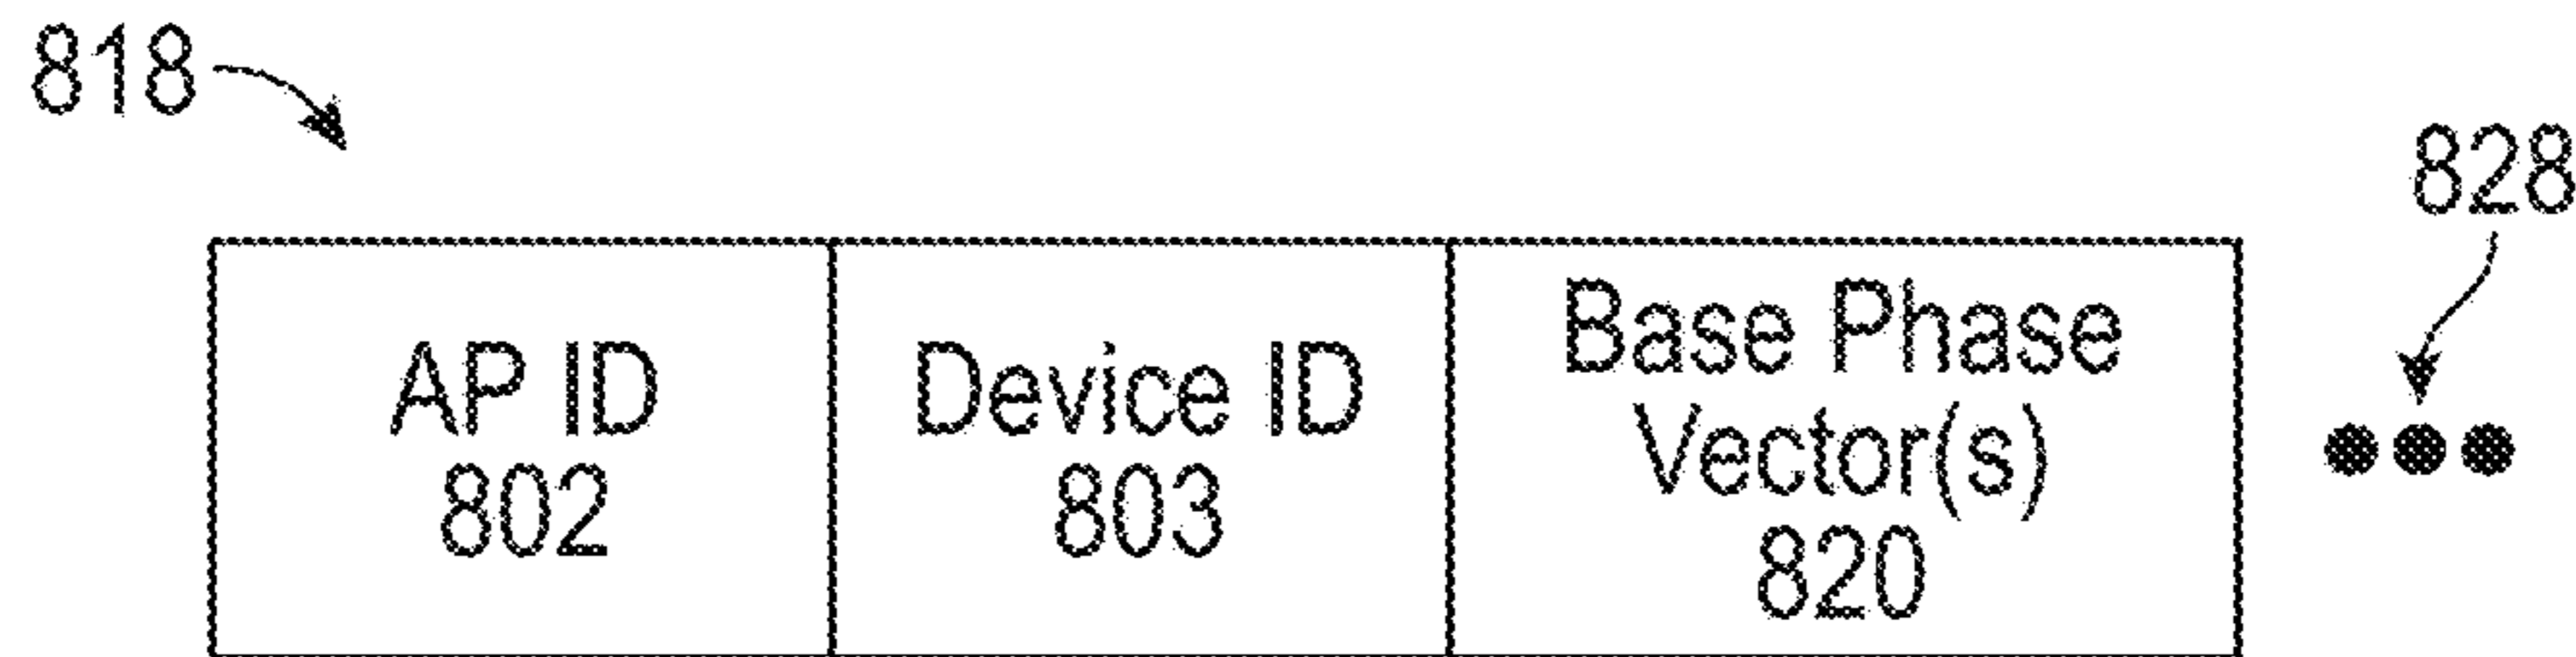 818
828
AP ID
802
Device ID
803
Base Phase
Vector(s)
820